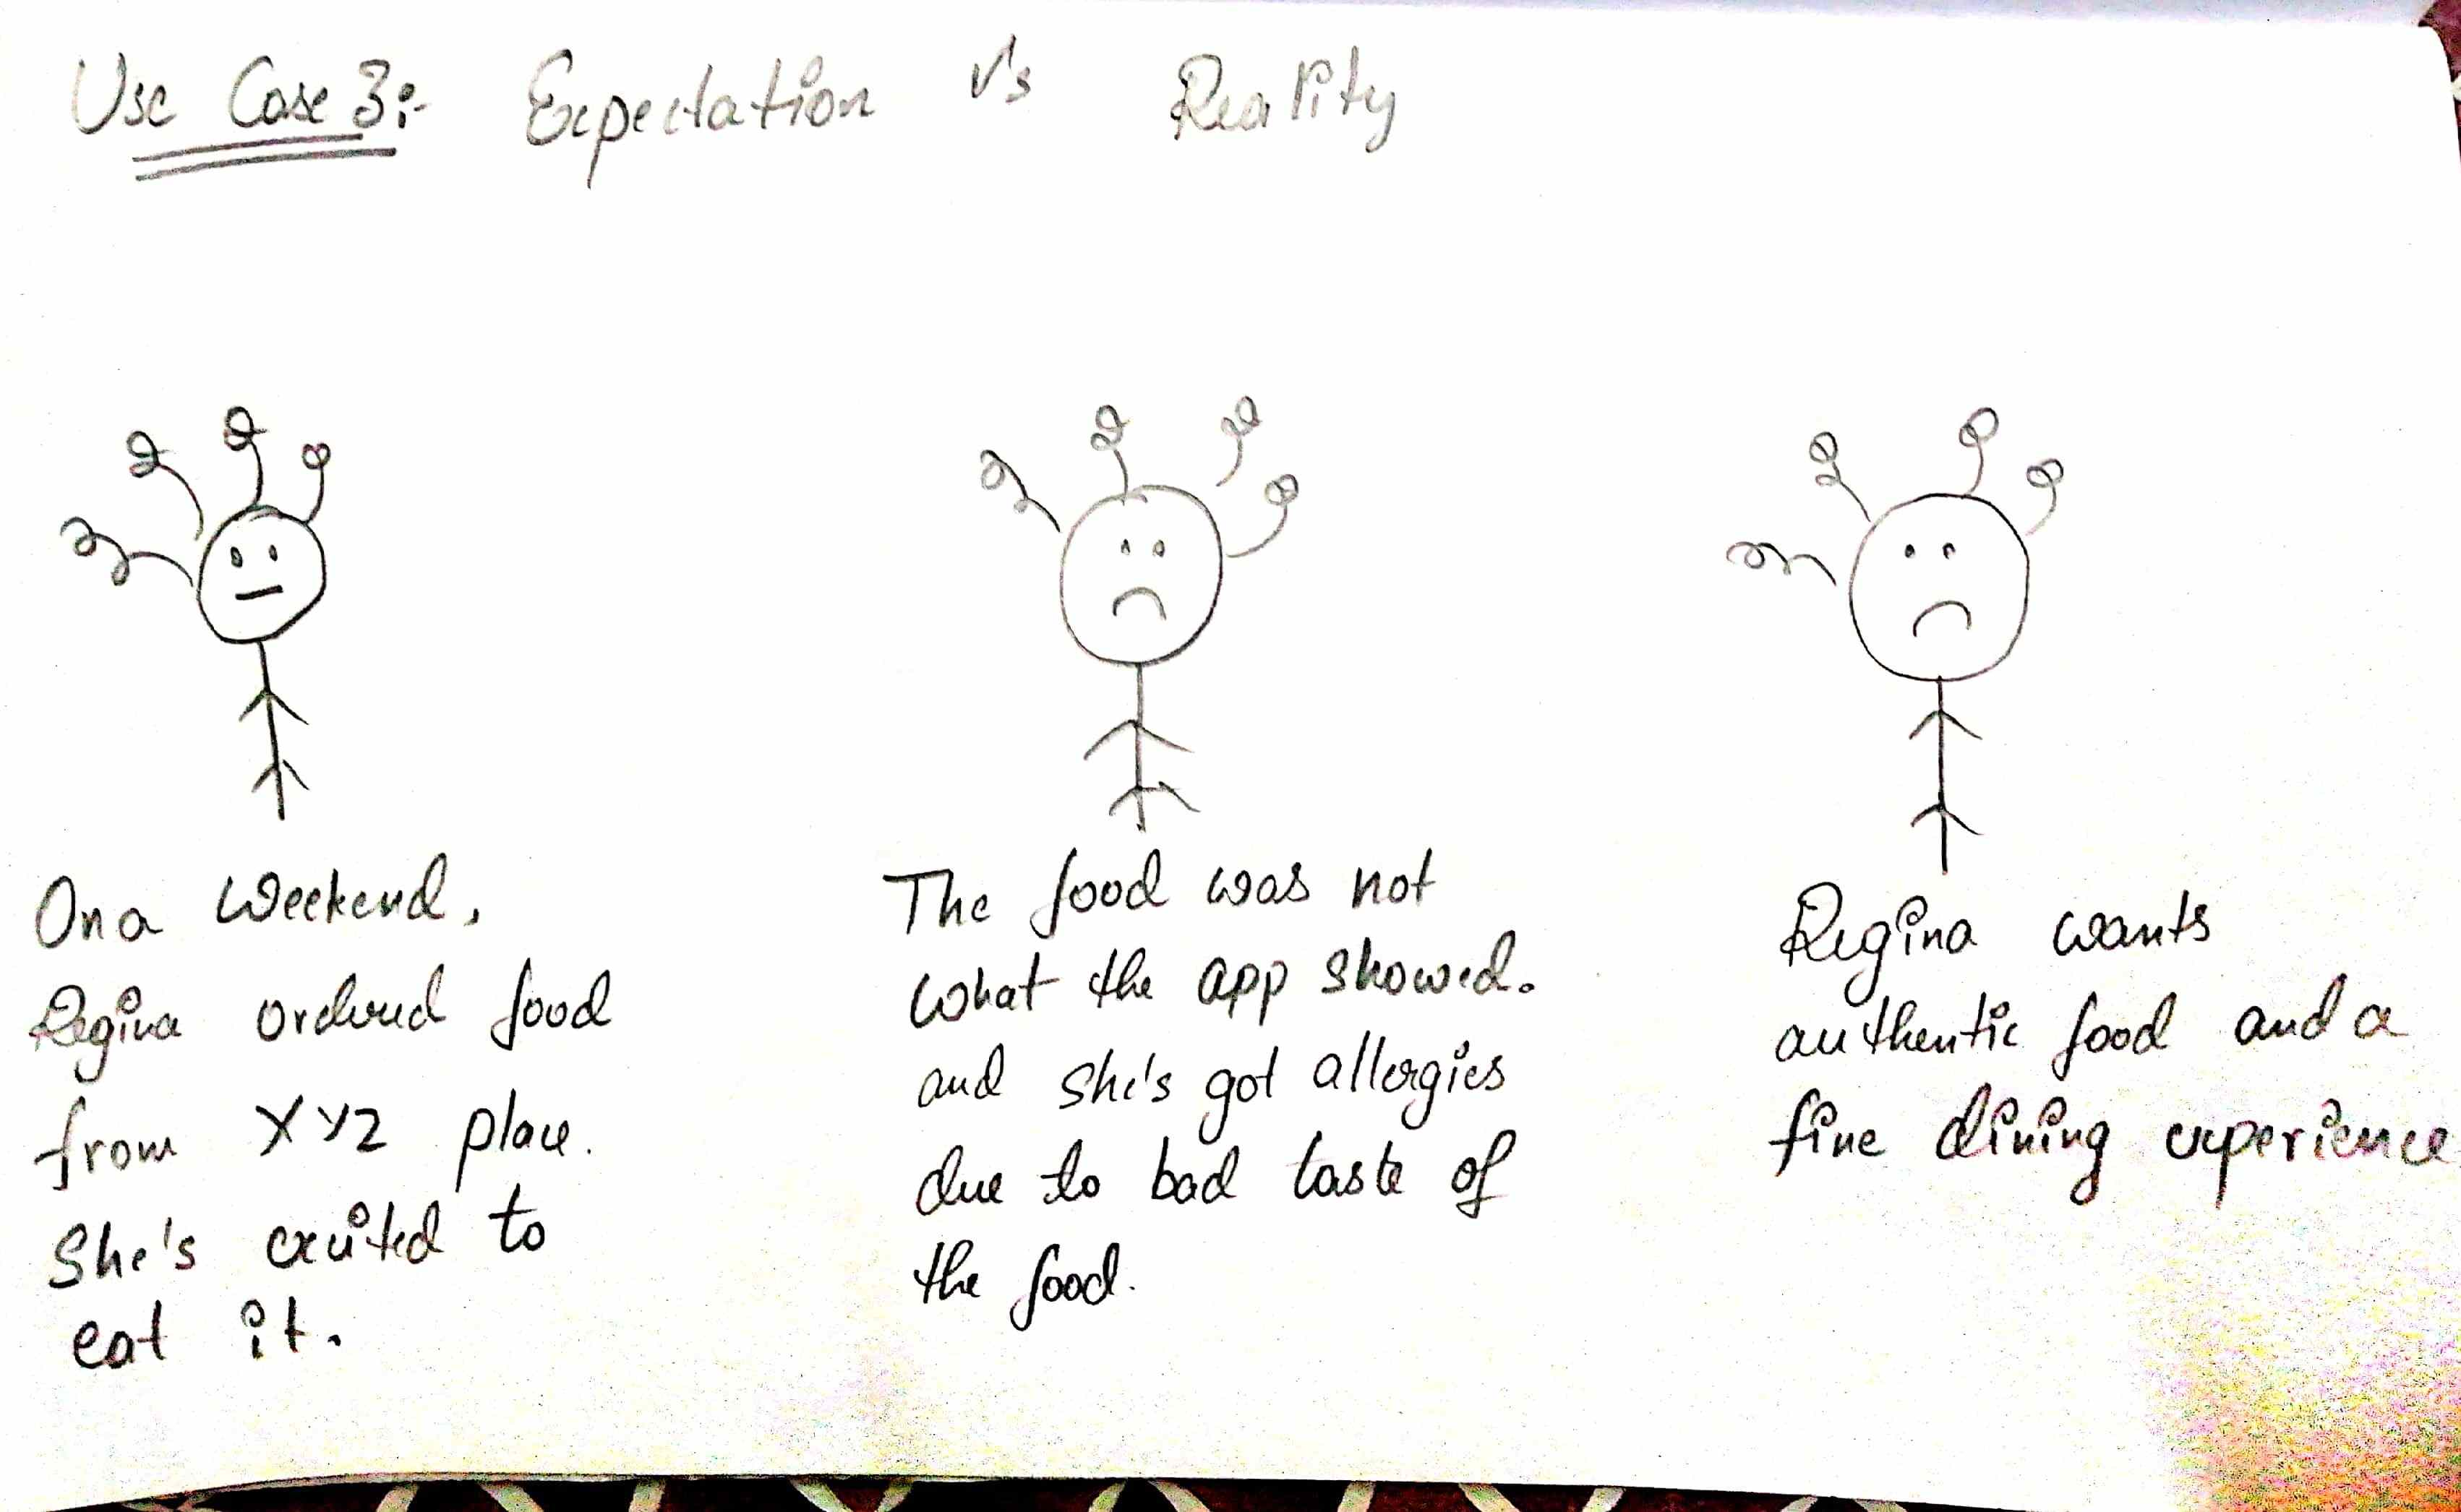 Use Case 3:- Expectation v's Reality
On a weekend,
Regina ordered food
from XYZ place.
She's excited to
eat it.
The food was not
what the app showed.
and she's got allergies
due to bad taste of
the food.
Regina wants
authentic food and a
fine dining experience